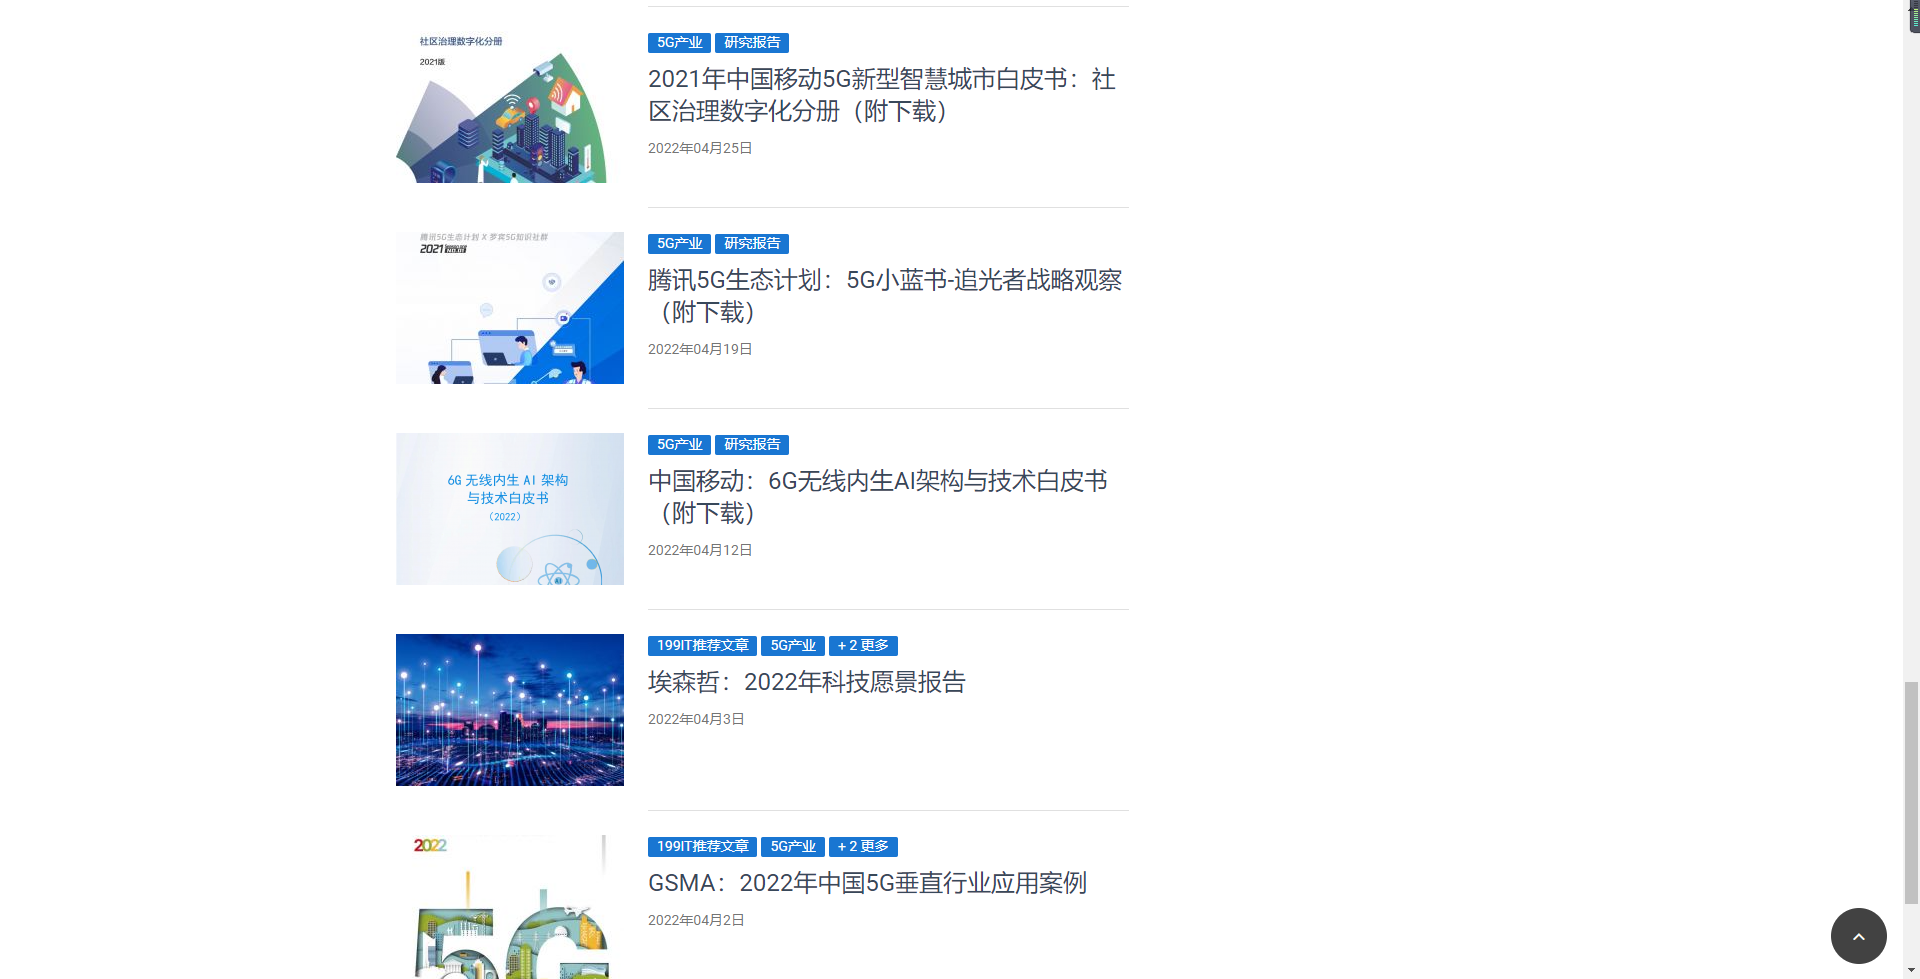 社区治理数字化分册
2021版
5G产业 研究报告
2021年中国移动5G新型智慧城市白皮书：社
区治理数字化分册（附下载）
2022年04月25日
腾讯5G生态计划 X 罗宾5G知识社群
2021
5G产业 研究报告
腾讯5G生态计划：5G小蓝书-追光者战略观察
（附下载）
2022年04月19日
6G 无线内生 AI 架构
与技术白皮书
（2022）
5G产业 研究报告
中国移动：6G无线内生AI架构与技术白皮书
（附下载）
2022年04月12日
199IT推荐文章 5G产业 + 2 更多
埃森哲：2022年科技愿景报告
2022年04月3日
2022
5G
199IT推荐文章 5G产业 + 2 更多
GSMA：2022年中国5G垂直行业应用案例
2022年04月2日